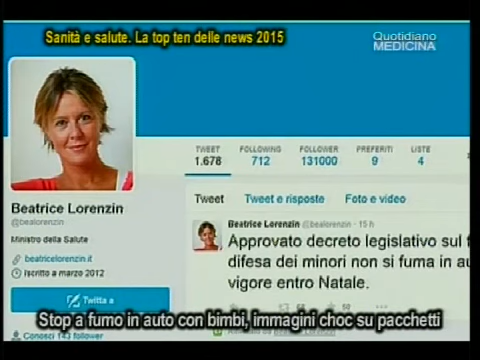 Sanità e salute. La top ten delle news 2015
Quotidiano
MEDICINA
TWEET FOLLOWING FOLLOWER PREFERITI LISTE
1.678 712 131000 9 4
Tweet Tweet e risposte Foto e video
Beatrice Lorenzin
@bealorenzin
Ministro della Salute
beatricelorenzin.it
Iscritto a marzo 2012
Twitta a
Conosci 143 follower
Beatrice Lorenzin @bealorenzin · 15 h
Approvato decreto legislativo sul
difesa dei minori non si fuma in au
vigore entro Natale.
Stop a fumo in auto con bimbi, immagini choc su pacchetti